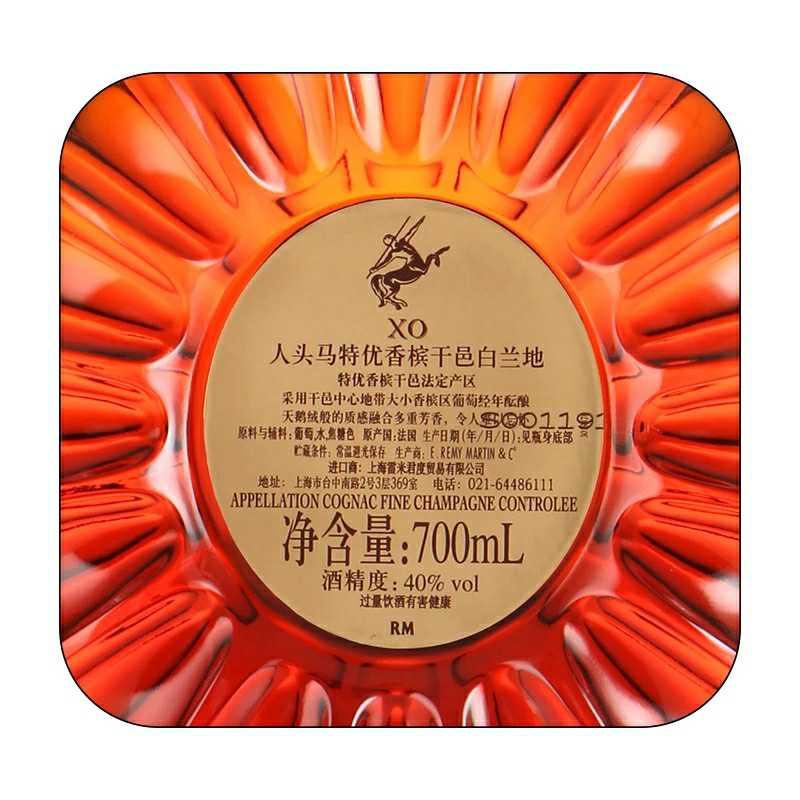 XO
人头马特优香槟干邑白兰地
特优香槟干邑法定产区
采用干邑中心地带大小香槟区葡萄经年酝酿
天鹅绒般的质感融合多重芳香，令人
原料与辅料：葡萄，水，焦糖色 原产国：法国 生产日期(年/月/日)：见瓶身底部
贮藏条件：常温避光保存 生产商：E. REMY MARTIN & Cº
进口商：上海雷米君度贸易有限公司
地址：上海市台中南路2号3层369室 电话：021-64486111
APPELLATION COGNAC FINE CHAMPAGNE CONTROLEE
净含量：700mL
酒精度：40% vol
过量饮酒有害健康
RM